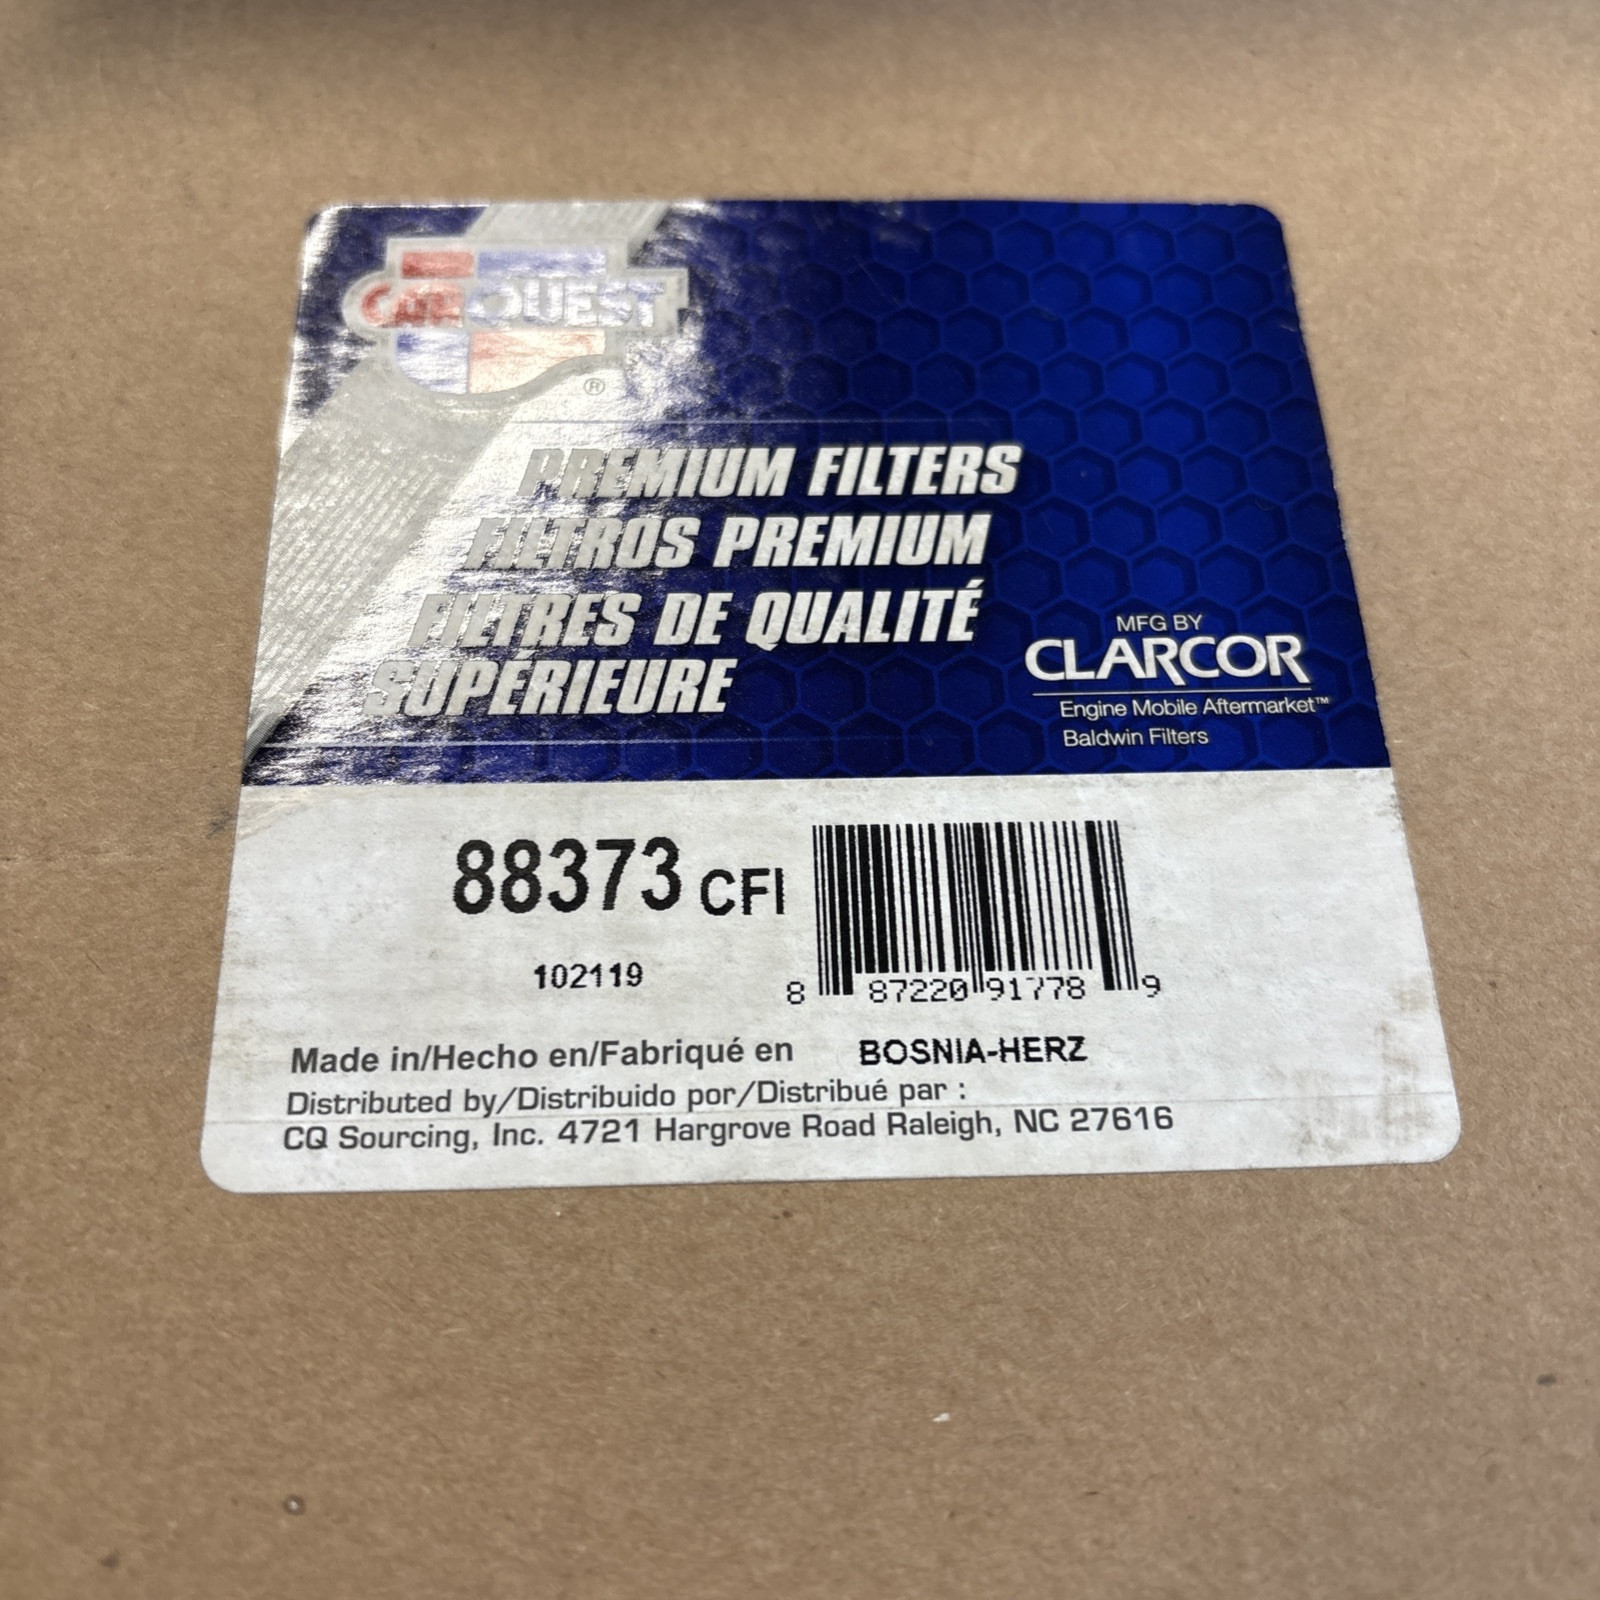 CARQUEST
®
PREMIUM FILTERS
FILTROS PREMIUM
FILTRES DE QUALITÉ
SUPÉRIEURE
MFG BY
CLARCOR
Engine Mobile Aftermarket™
Baldwin Filters
88373 CFI
102119
8 87220 91778 9
Made in/Hecho en/Fabriqué en BOSNIA-HERZ
Distributed by/Distribuido por/Distribué par :
CQ Sourcing, Inc. 4721 Hargrove Road Raleigh, NC 27616